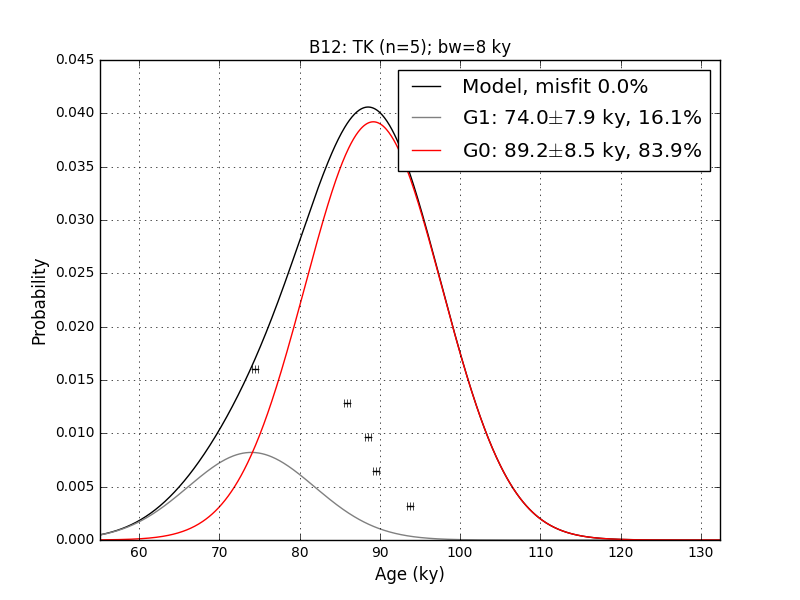 B12: TK (n=5); bw=8 ky
Model, misfit 0.0%
G1: 74.0±7.9 ky, 16.1%
G0: 89.2±8.5 ky, 83.9%
0.045
0.040
0.035
0.030
0.025
0.020
0.015
0.010
0.005
0.000
Probability
60 70 80 90 100 110 120 130
Age (ky)